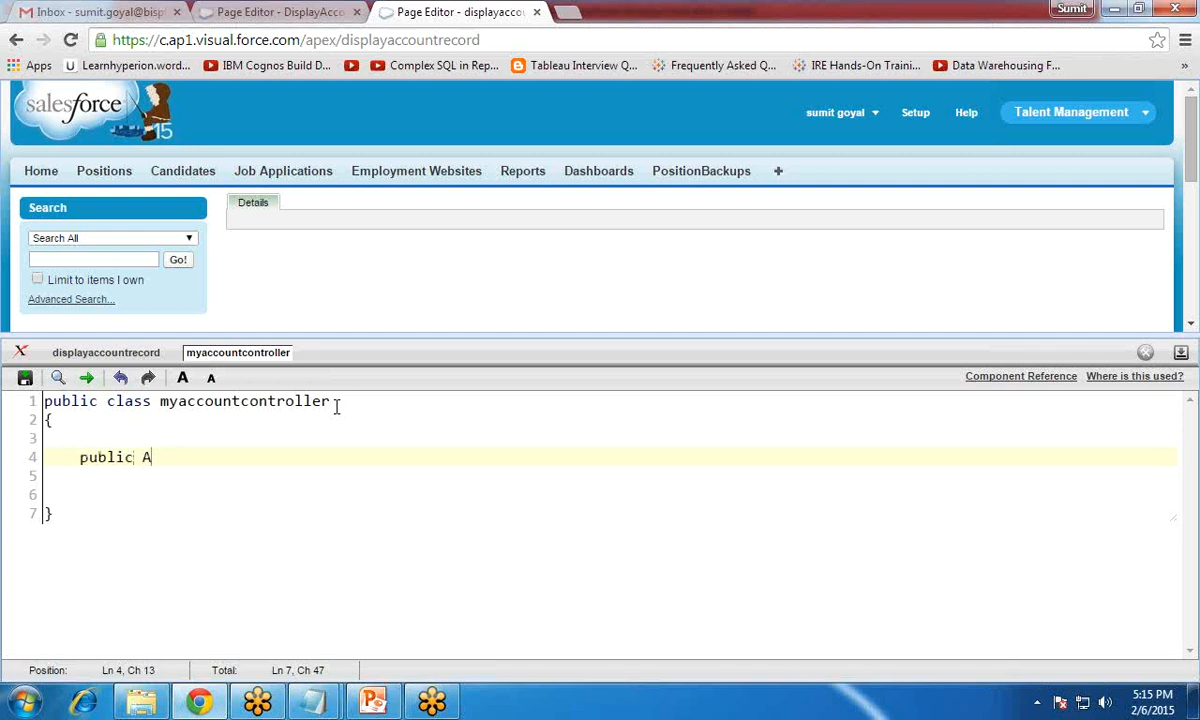 Inbox - sumit.goyal@bisp
Page Editor - DisplayAcco
Page Editor - displayaccou
Sumit
https://c.ap1.visual.force.com/apex/displayaccountrecord
Apps
Learnhyperion.word...
IBM Cognos Build D...
Complex SQL in Rep...
Tableau Interview Q...
Frequently Asked Q...
IRE Hands-On Traini...
Data Warehousing F...
»
salesforce
15
sumit goyal
Setup
Help
Talent Management
Home
Positions
Candidates
Job Applications
Employment Websites
Reports
Dashboards
PositionBackups
Search
Details
Search All
Go!
Limit to items I own
Advanced Search...
displayaccountrecord
myaccountcontroller
A
A
Component Reference
Where is this used?
1 public class myaccountcontroller
2 {
3
4 public A
5
6
7 }
Position: Ln 4, Ch 13 Total: Ln 7, Ch 47
5:15 PM
2/6/2015